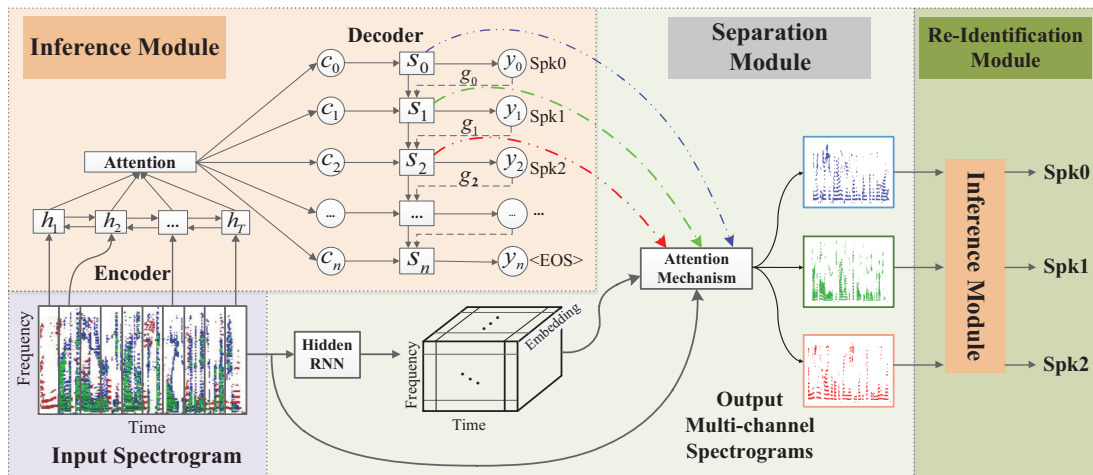 Inference Module
Decoder
Separation
Module
Re-Identification
Module
c0 s0 y0 Spk0
g0
c1 s1 y1 Spk1
g1
Attention
c2 s2 y2 Spk2
g2
h1 h2 ... hT
... ... ... ...
Encoder
cn sn yn <EOS>
Attention
Mechanism
Inference Module
Spk0
Spk1
Spk2
Frequency
Time
Input Spectrogram
Hidden
RNN
Embedding
Frequency
Time
Output
Multi-channel
Spectrograms